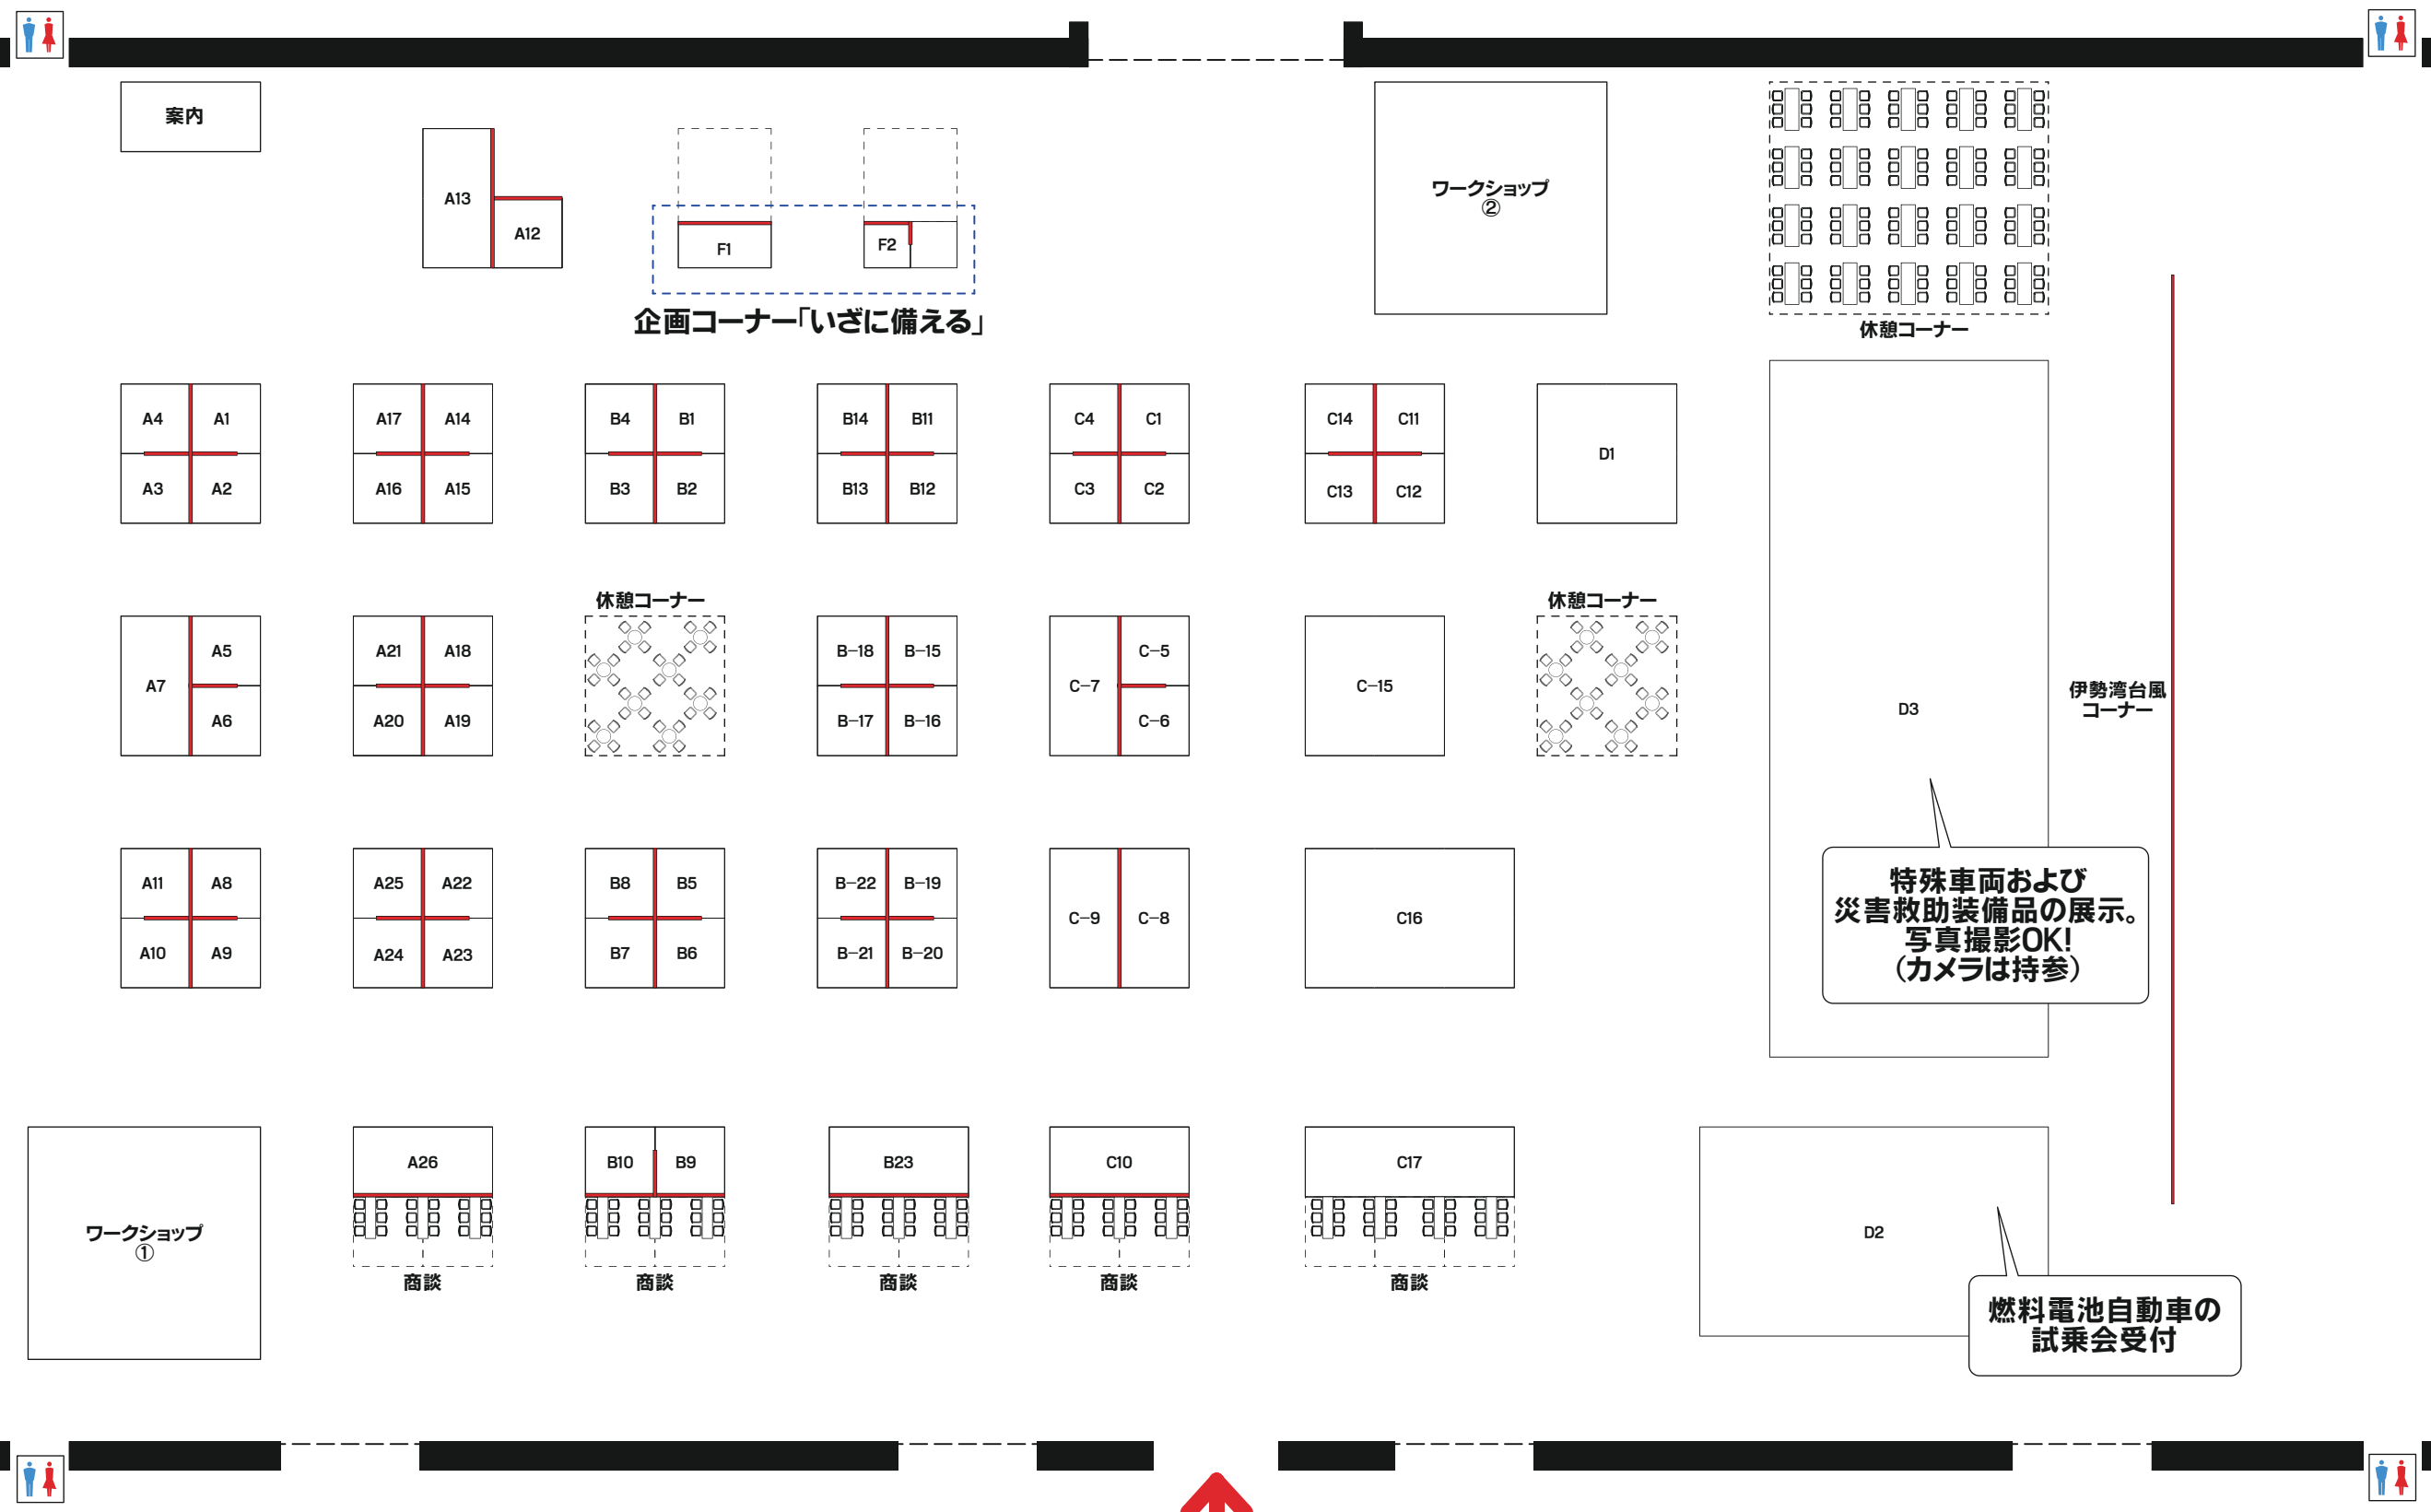 案内
A13
A12
F1
F2
企画コーナー「いざに備える」
ワークショップ
②
休憩コーナー
A4
A1
A3
A2
A17
A14
A16
A15
B4
B1
B3
B2
B14
B11
B13
B12
C4
C1
C3
C2
C14
C11
C13
C12
D1
A7
A5
A6
A21
A18
A20
A19
休憩コーナー
B−18
B−15
B−17
B−16
C−7
C−5
C−6
C−15
休憩コーナー
D3
伊勢湾台風
コーナー
A11
A8
A10
A9
A25
A22
A24
A23
B8
B5
B7
B6
B−22
B−19
B−21
B−20
C−9
C−8
C16
特殊車両および
災害救助装備品の展示。
写真撮影OK!
（カメラは持参）
ワークショップ
①
A26
商談
B10
B9
商談
B23
商談
C10
商談
C17
商談
D2
燃料電池自動車の
試乗会受付